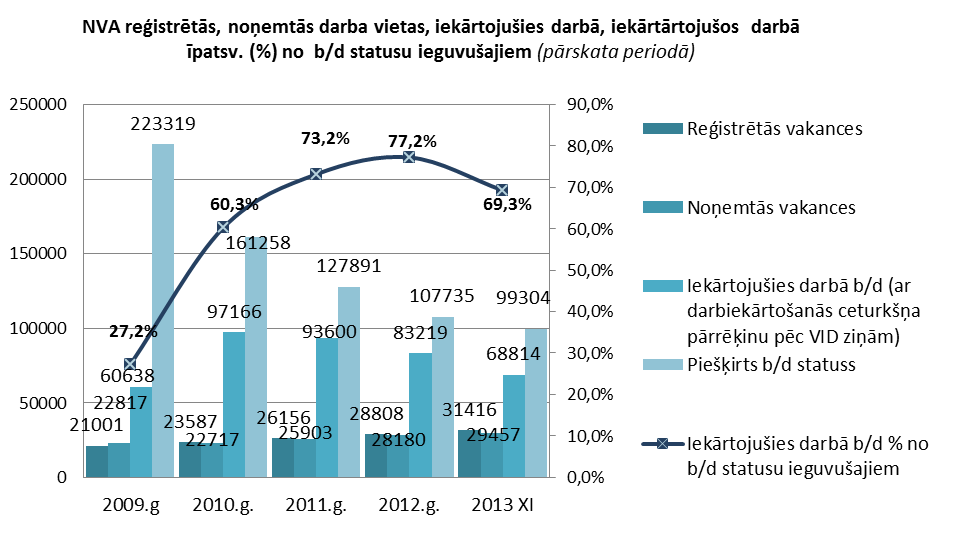 NVA reģistrētās, noņemtās darba vietas, iekārtojušies darbā, iekārtārtojušos darbā
īpatsv. (%) no b/d statusu ieguvušajiem (pārskata periodā)
250000
200000
150000
100000
50000
0
90,0%
80,0%
70,0%
60,0%
50,0%
40,0%
30,0%
20,0%
10,0%
0,0%
223319
161258
127891
107735
99304
27,2%
60,3%
73,2%
77,2%
69,3%
60638
97166
93600
83219
68814
22817
22717
25903
28180
29457
21001
23587
26156
28808
31416
2009.g
2010.g.
2011.g.
2012.g.
2013 XI
Reģistrētās vakances
Noņemtās vakances
Iekārtojušies darbā b/d (ar
darbiekārtošanās ceturkšņa
pārrēķinu pēc VID ziņām)
Piešķirts b/d statuss
Iekārtojušies darbā b/d % no
b/d statusu ieguvušajiem